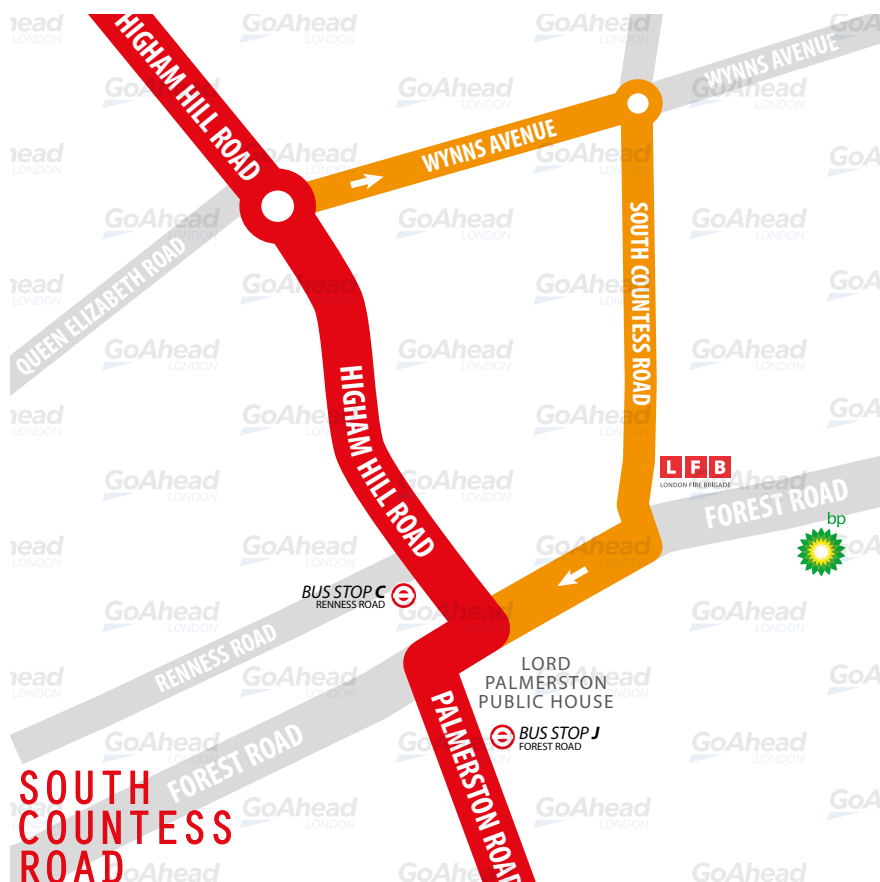 HIGHAM HILL ROAD
WYNNS AVENUE
WYNNS AVENUE
QUEEN ELIZABETH ROAD
SOUTH COUNTESS ROAD
HIGHAM HILL ROAD
LFB
LONDON FIRE BRIGADE
FOREST ROAD
bp
BUS STOP C
RENNESS ROAD
RENNESS ROAD
LORD
PALMERSTON
PUBLIC HOUSE
BUS STOP J
FOREST ROAD
PALMERSTON ROAD
FOREST ROAD
SOUTH
COUNTESS
ROAD
GoAhead
LONDON